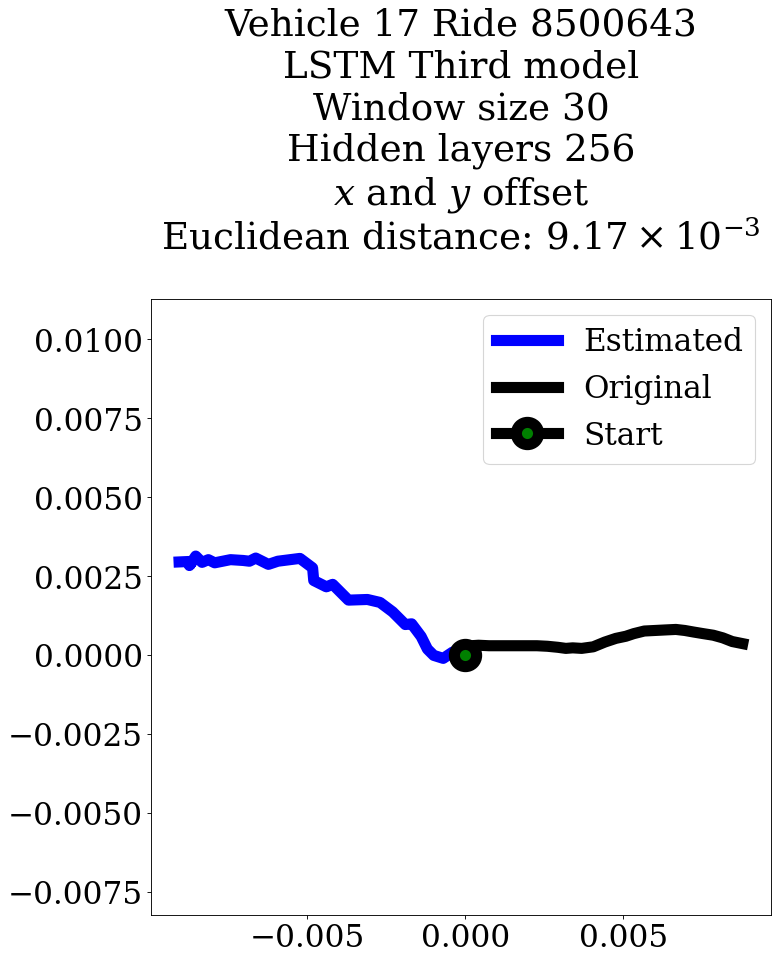 Vehicle 17 Ride 8500643
LSTM Third model
Window size 30
Hidden layers 256
x and y offset
Euclidean distance: 9.17 × 10⁻³
Estimated
Original
Start
0.0100
0.0075
0.0050
0.0025
0.0000
−0.0025
−0.0050
−0.0075
−0.005 0.000 0.005